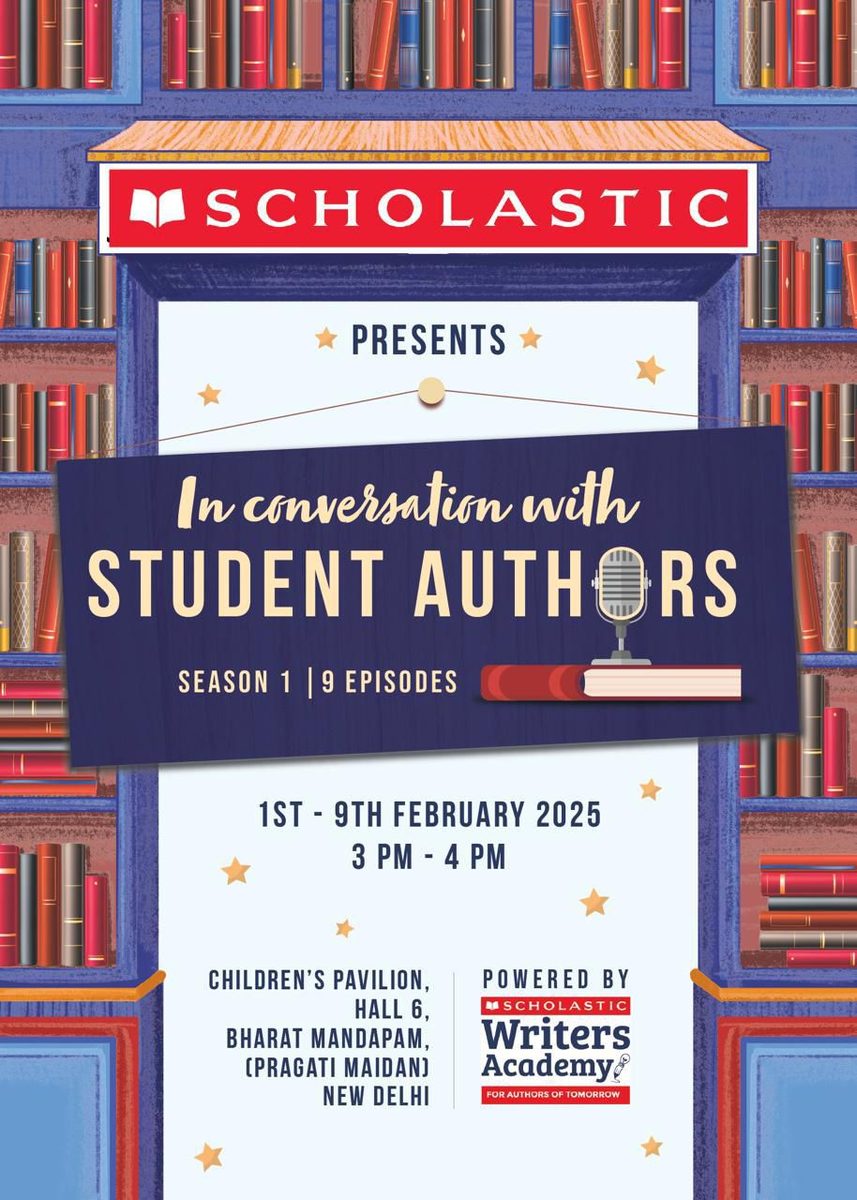 SCHOLASTIC
PRESENTS
In conversation with
STUDENT AUTHORS
SEASON 1 | 9 EPISODES
1ST - 9TH FEBRUARY 2025
3 PM - 4 PM
CHILDREN'S PAVILION,
HALL 6,
BHARAT MANDAPAM,
(PRAGATI MAIDAN)
NEW DELHI
POWERED BY
SCHOLASTIC
Writers
Academy
FOR AUTHORS OF TOMORROW